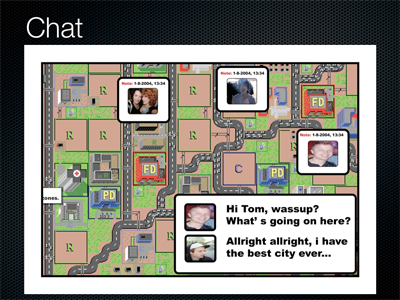 Chat
Note: 1-8-2004, 13:34
Note: 1-8-2004, 13:34
Note: 1-8-2004, 13:34
R
R
FD
R
R
FD
C
PD
PD
ones.
R
R
Hi Tom, wassup?
What's going on here?
Allright allright, i have
the best city ever...